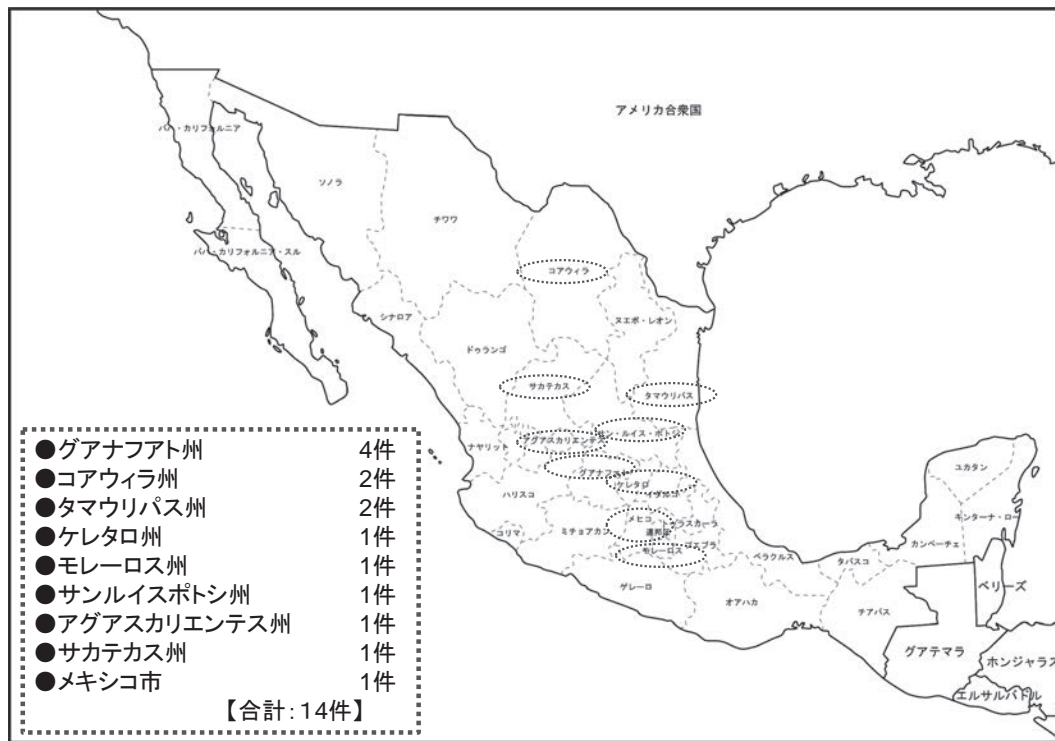 アメリカ合衆国
バハ・カリフォルニア
ソノラ
チワワ
バハ・カリフォルニア・スル
コアウィラ
シナロア
ヌエボ・レオン
ドゥランゴ
サカテカス
タマウリパス
サン・ルイス・ポトシ
アグアスカリエンテス
ナヤリット
グアナファト
ケレタロ
イダルゴ
ハリスコ
メヒコ
トラスカーラ
連邦区
コリマ
ミチョアカン
プエブラ
モレーロス
ベラクルス
ゲレーロ
オアハカ
タバスコ
チアパス
ユカタン
キンターナ・ロー
カンペーチェ
ベリーズ
グアテマラ
ホンジャラス
エルサルバドル
●グアナフアト州 4件
●コアウィラ州 2件
●タマウリパス州 2件
●ケレタロ州 1件
●モレーロス州 1件
●サンルイスポトシ州 1件
●アグアスカリエンテス州 1件
●サカテカス州 1件
●メキシコ市 1件
【合計：14件】